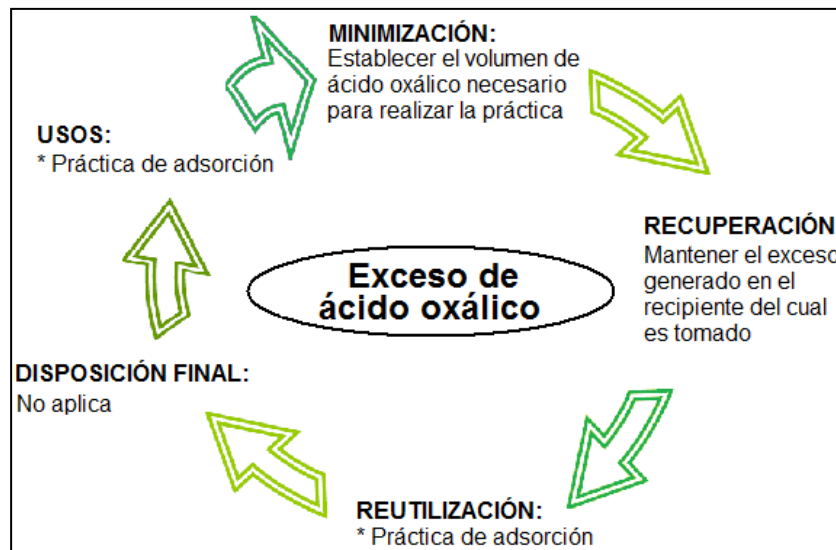 MINIMIZACIÓN:
Establecer el volumen de
ácido oxálico necesario
para realizar la práctica
USOS:
* Práctica de adsorción
RECUPERACIÓN:
Mantener el exceso
generado en el
recipiente del cual
es tomado
Exceso de
ácido oxálico
DISPOSICIÓN FINAL:
No aplica
REUTILIZACIÓN:
* Práctica de adsorción